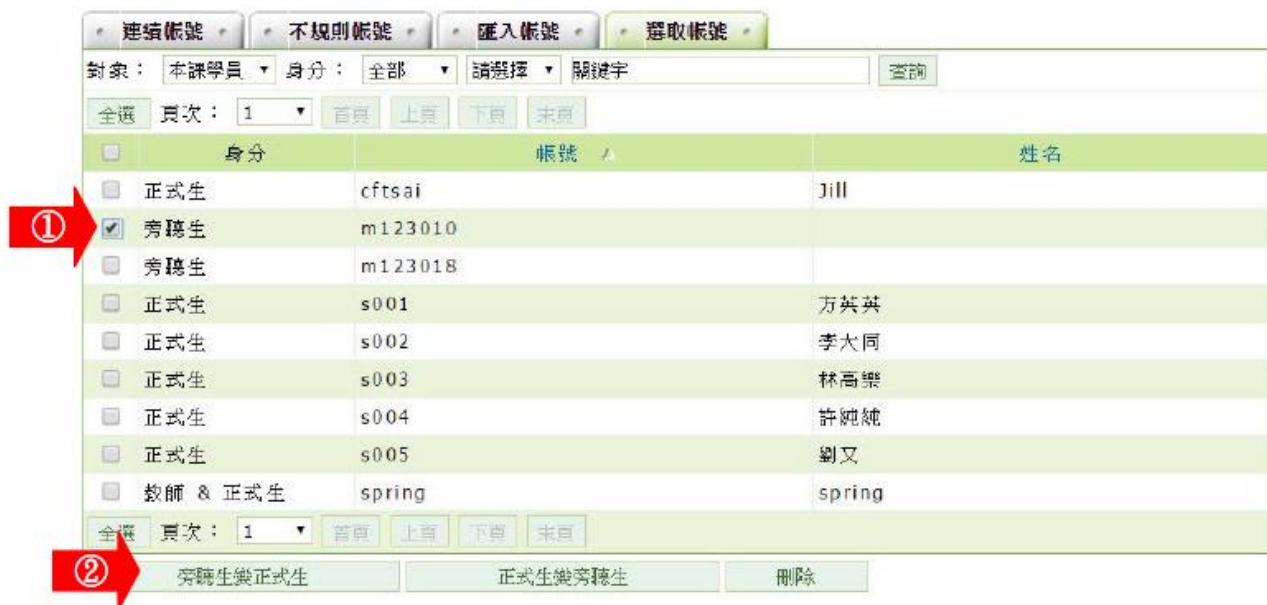 連續帳號 不規則帳號 匯入帳號 選取帳號
對象： 本課學員 身分： 全部 請選擇 關鍵字 查詢
全選 頁次： 1 首頁 上頁 下頁 末頁
身分 帳號 姓名
正式生 cftsai Jill
① 旁聽生 m123010
旁聽生 m123018
正式生 s001 方英英
正式生 s002 李大同
正式生 s003 林高樂
正式生 s004 許純純
正式生 s005 劉又
教師 & 正式生 spring spring
全選 頁次： 1 首頁 上頁 下頁 末頁
② 旁聽生變正式生 正式生變旁聽生 刪除